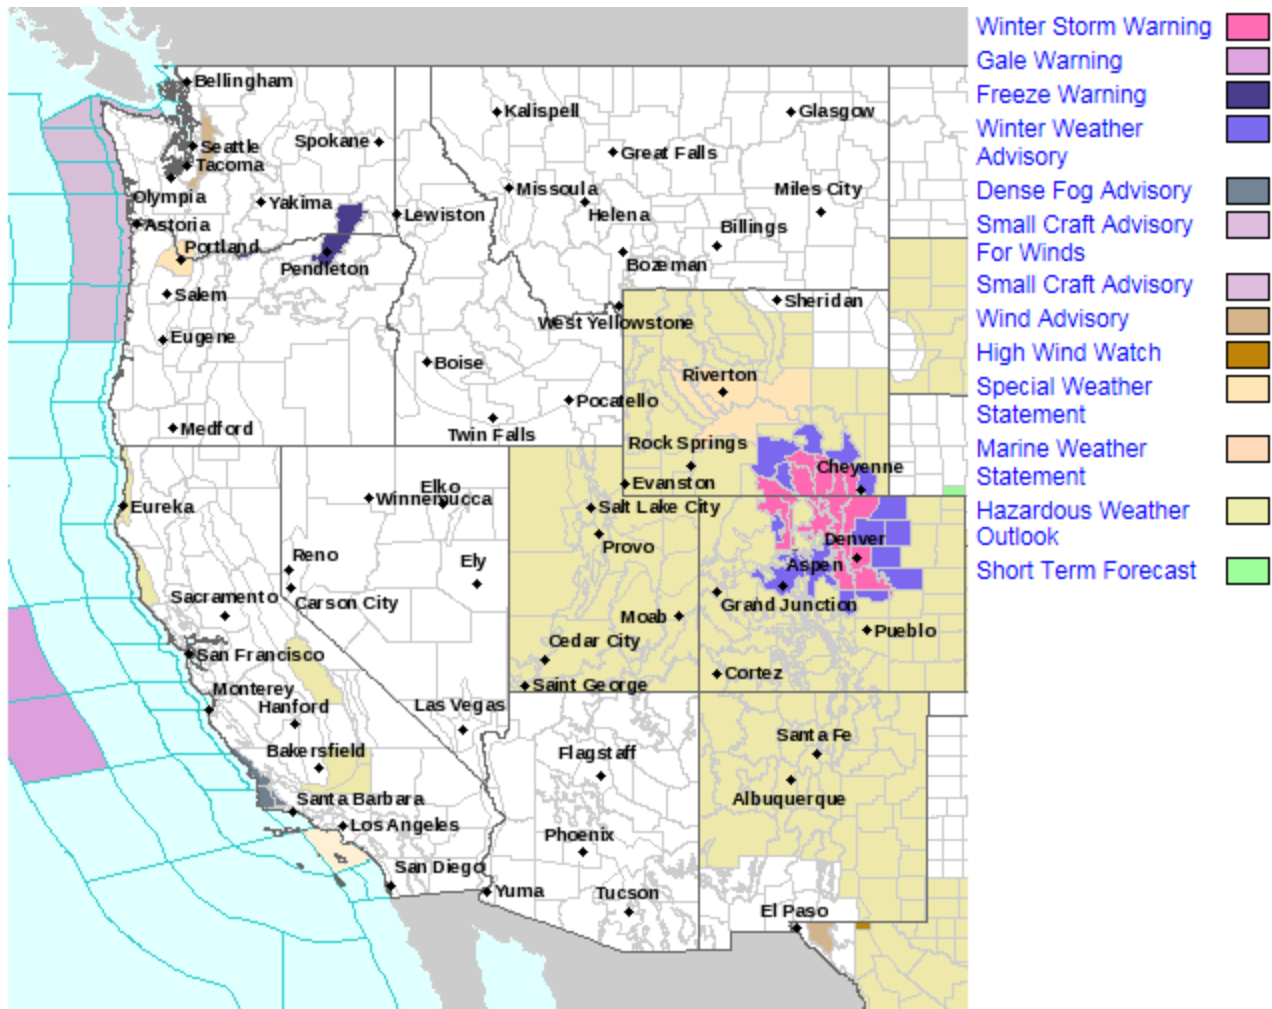 Bellingham
Seattle
Tacoma
Spokane
Olympia
Yakima
Lewiston
Astoria
Portland
Pendleton
Salem
Eugene
Medford
Kalispell
Glasgow
Great Falls
Missoula
Miles City
Helena
Billings
Bozeman
Sheridan
West Yellowstone
Boise
Riverton
Pocatello
Twin Falls
Rock Springs
Cheyenne
Evanston
Elko
Winnemucca
Eureka
Salt Lake City
Provo
Denver
Reno
Ely
Aspen
Sacramento
Carson City
Grand Junction
Moab
Pueblo
Cedar City
San Francisco
Cortez
Monterey
Saint George
Hanford
Las Vegas
Santa Fe
Flagstaff
Bakersfield
Albuquerque
Santa Barbara
Los Angeles
Phoenix
San Diego
Yuma
Tucson
El Paso
Winter Storm Warning
Gale Warning
Freeze Warning
Winter Weather
Advisory
Dense Fog Advisory
Small Craft Advisory
For Winds
Small Craft Advisory
Wind Advisory
High Wind Watch
Special Weather
Statement
Marine Weather
Statement
Hazardous Weather
Outlook
Short Term Forecast